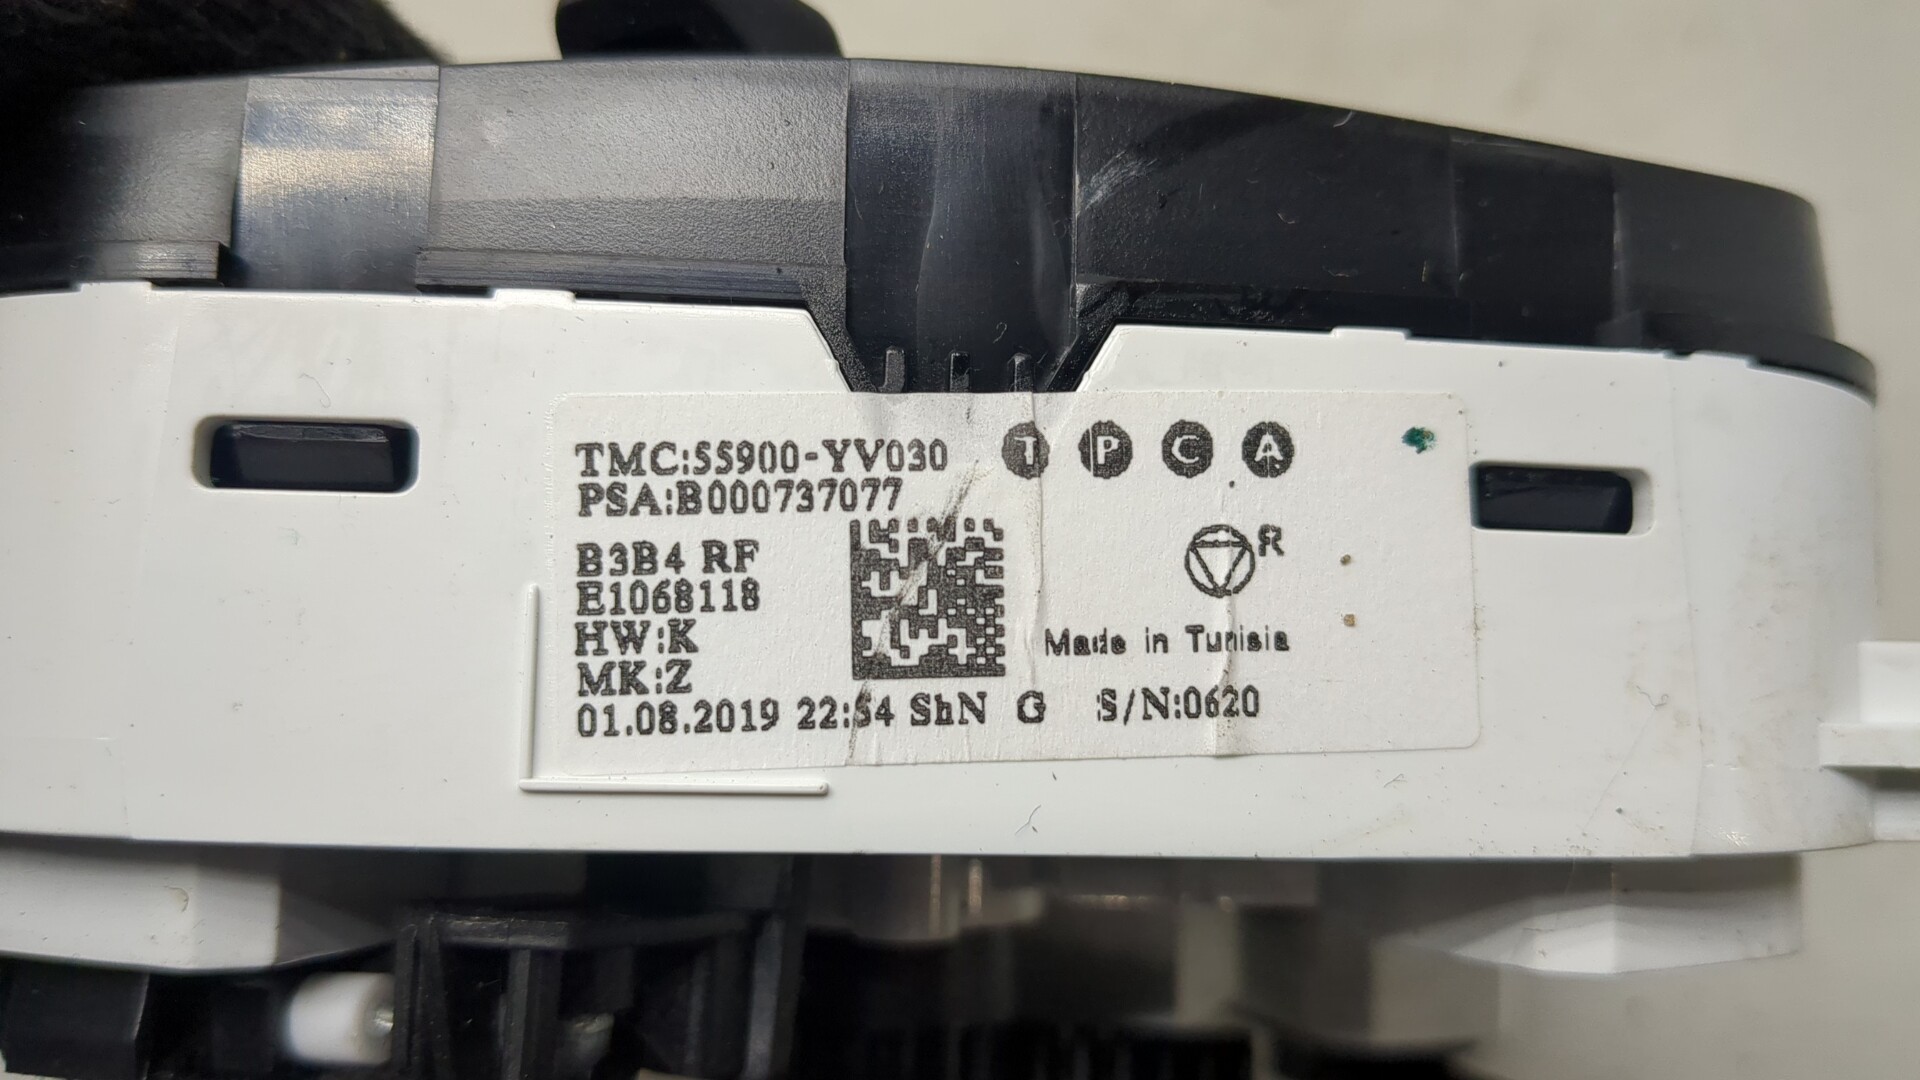 TMC:55900-YV030 T P C A
PSA:B000737077
B3B4 RF
R
E1068118
HW:K
Made in Tunisia
MK:Z
01.08.2019 22:54 ShN G S/N:0620